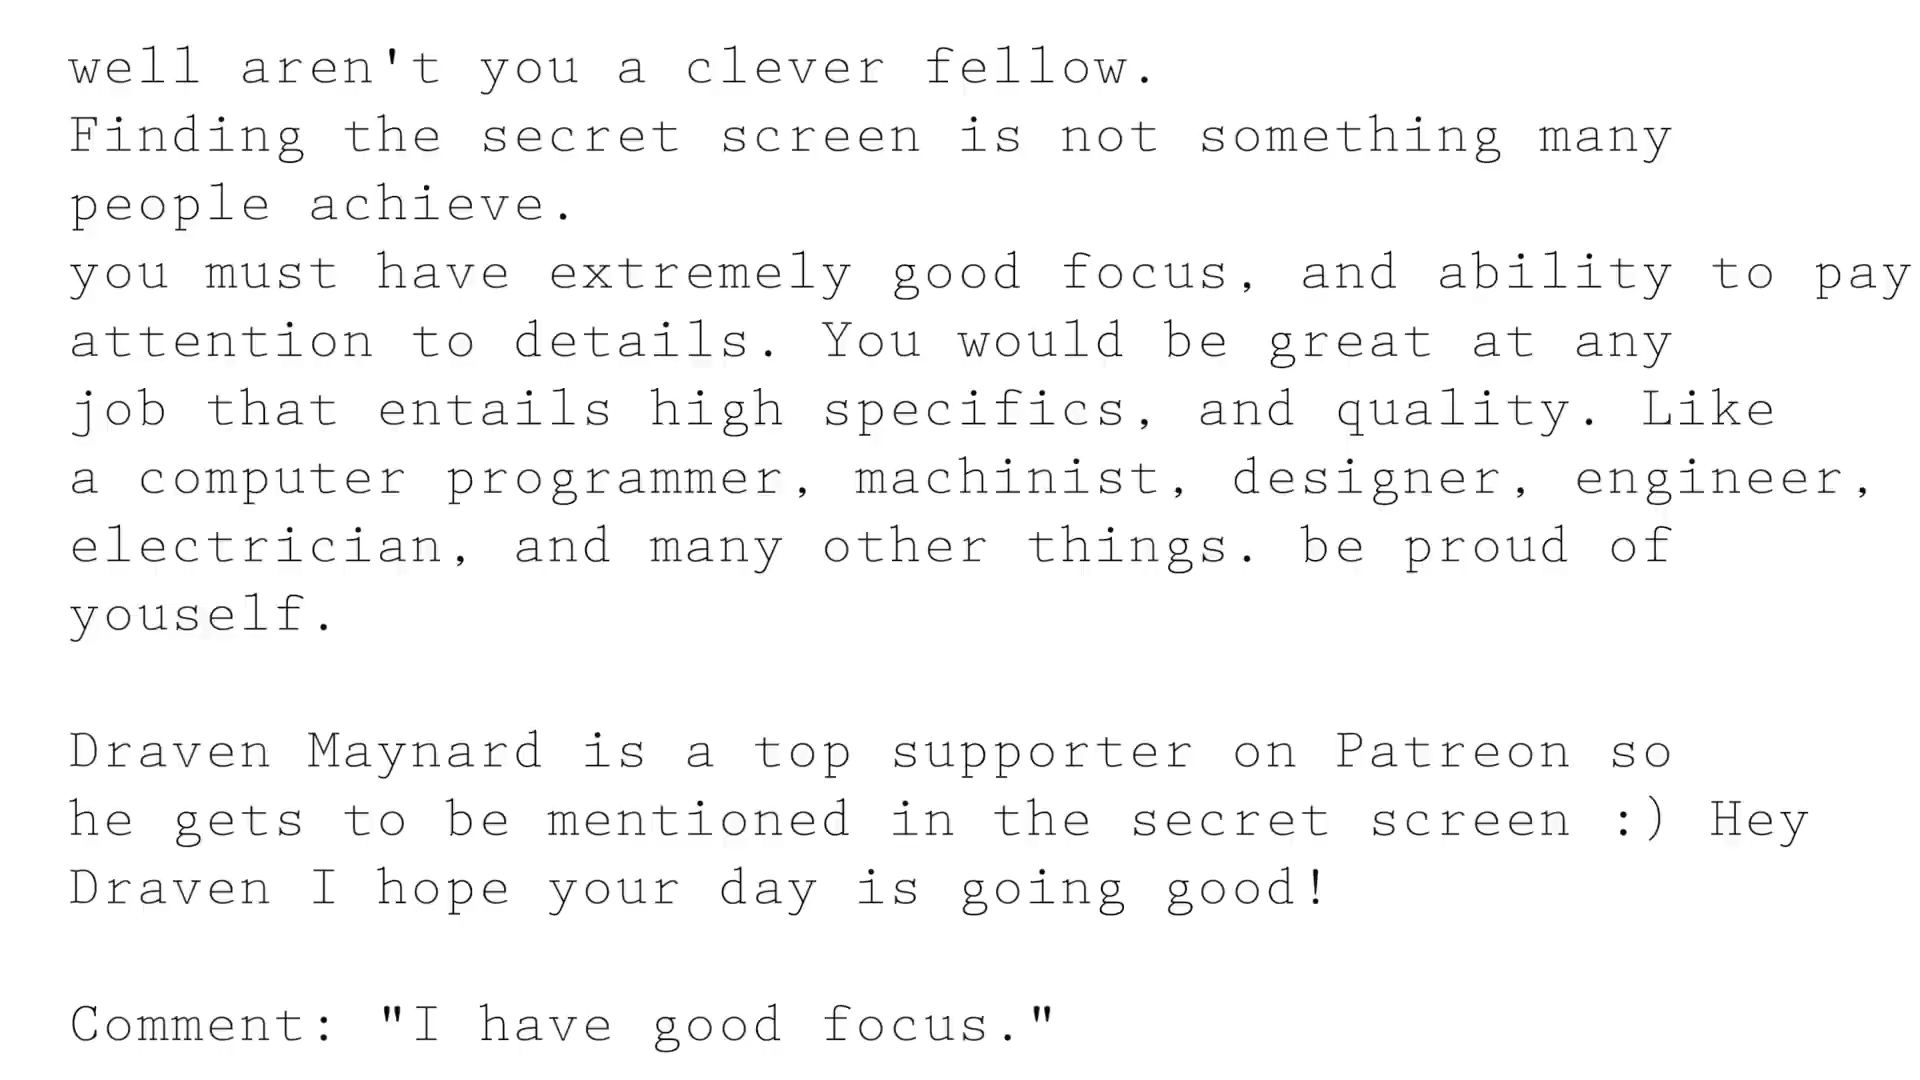 well aren't you a clever fellow.
Finding the secret screen is not something many
people achieve.
you must have extremely good focus, and ability to pay
attention to details. You would be great at any
job that entails high specifics, and quality. Like
a computer programmer, machinist, designer, engineer,
electrician, and many other things. be proud of
youself.
Draven Maynard is a top supporter on Patreon so
he gets to be mentioned in the secret screen :) Hey
Draven I hope your day is going good!
Comment: "I have good focus."